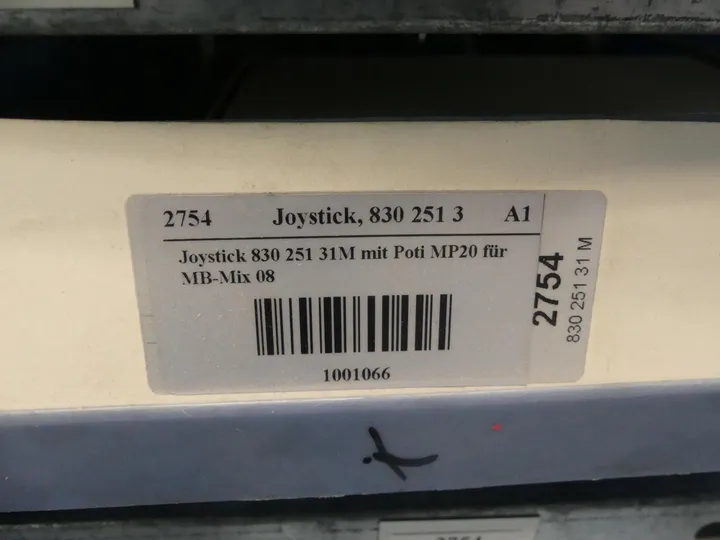 2754 Joystick, 830 251 3 A1
Joystick 830 251 31M mit Poti MP20 für
MB-Mix 08
1001066
2754
830 251 31 M
2754